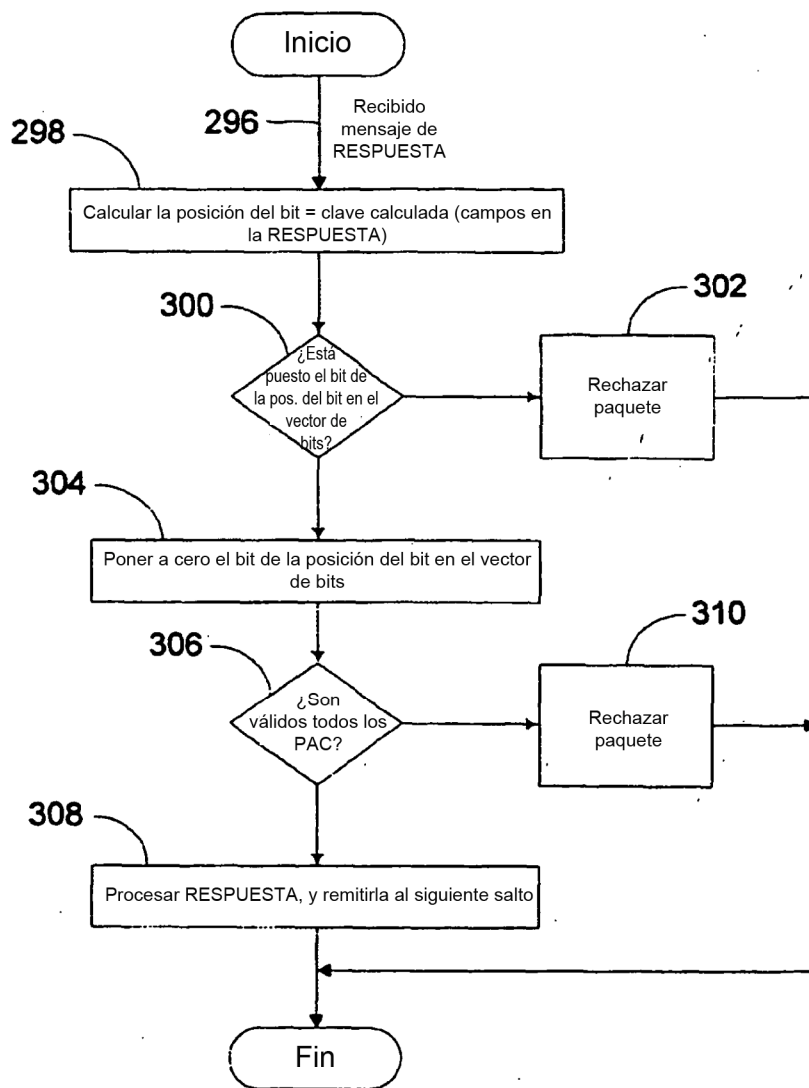 Inicio
296
Recibido
mensaje de
RESPUESTA
298
Calcular la posición del bit = clave calculada (campos en
la RESPUESTA)
300
¿Está
puesto el bit de
la pos. del bit en el
vector de
bits?
302
Rechazar
paquete
304
Poner a cero el bit de la posición del bit en el vector
de bits
306
¿Son
válidos todos los
PAC?
310
Rechazar
paquete
308
Procesar RESPUESTA, y remitirla al siguiente salto
Fin